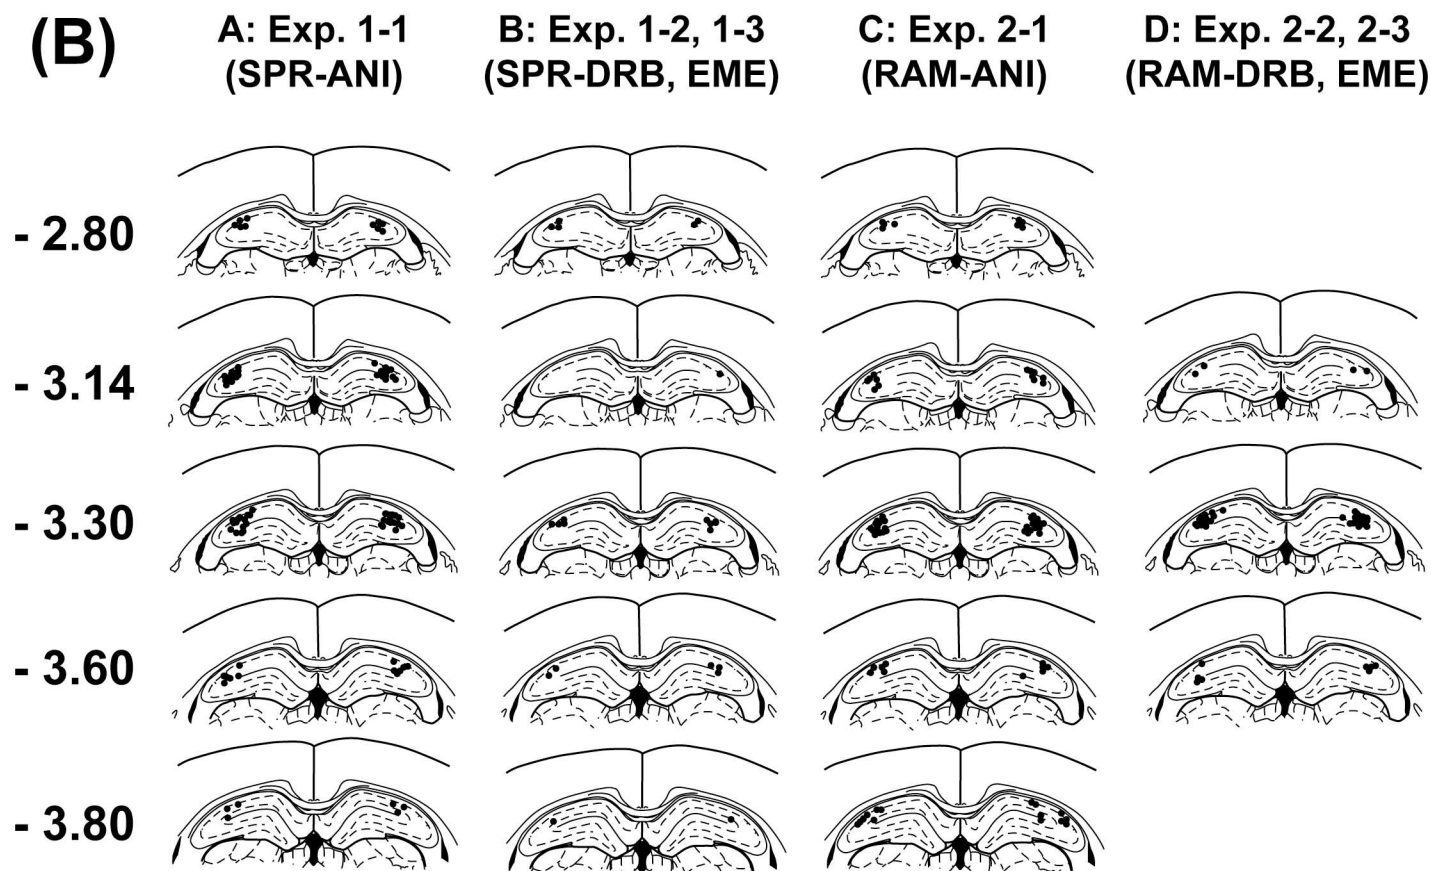 (B)
A: Exp. 1-1
(SPR-ANI)
B: Exp. 1-2, 1-3
(SPR-DRB, EME)
C: Exp. 2-1
(RAM-ANI)
D: Exp. 2-2, 2-3
(RAM-DRB, EME)
- 2.80
- 3.14
- 3.30
- 3.60
- 3.80